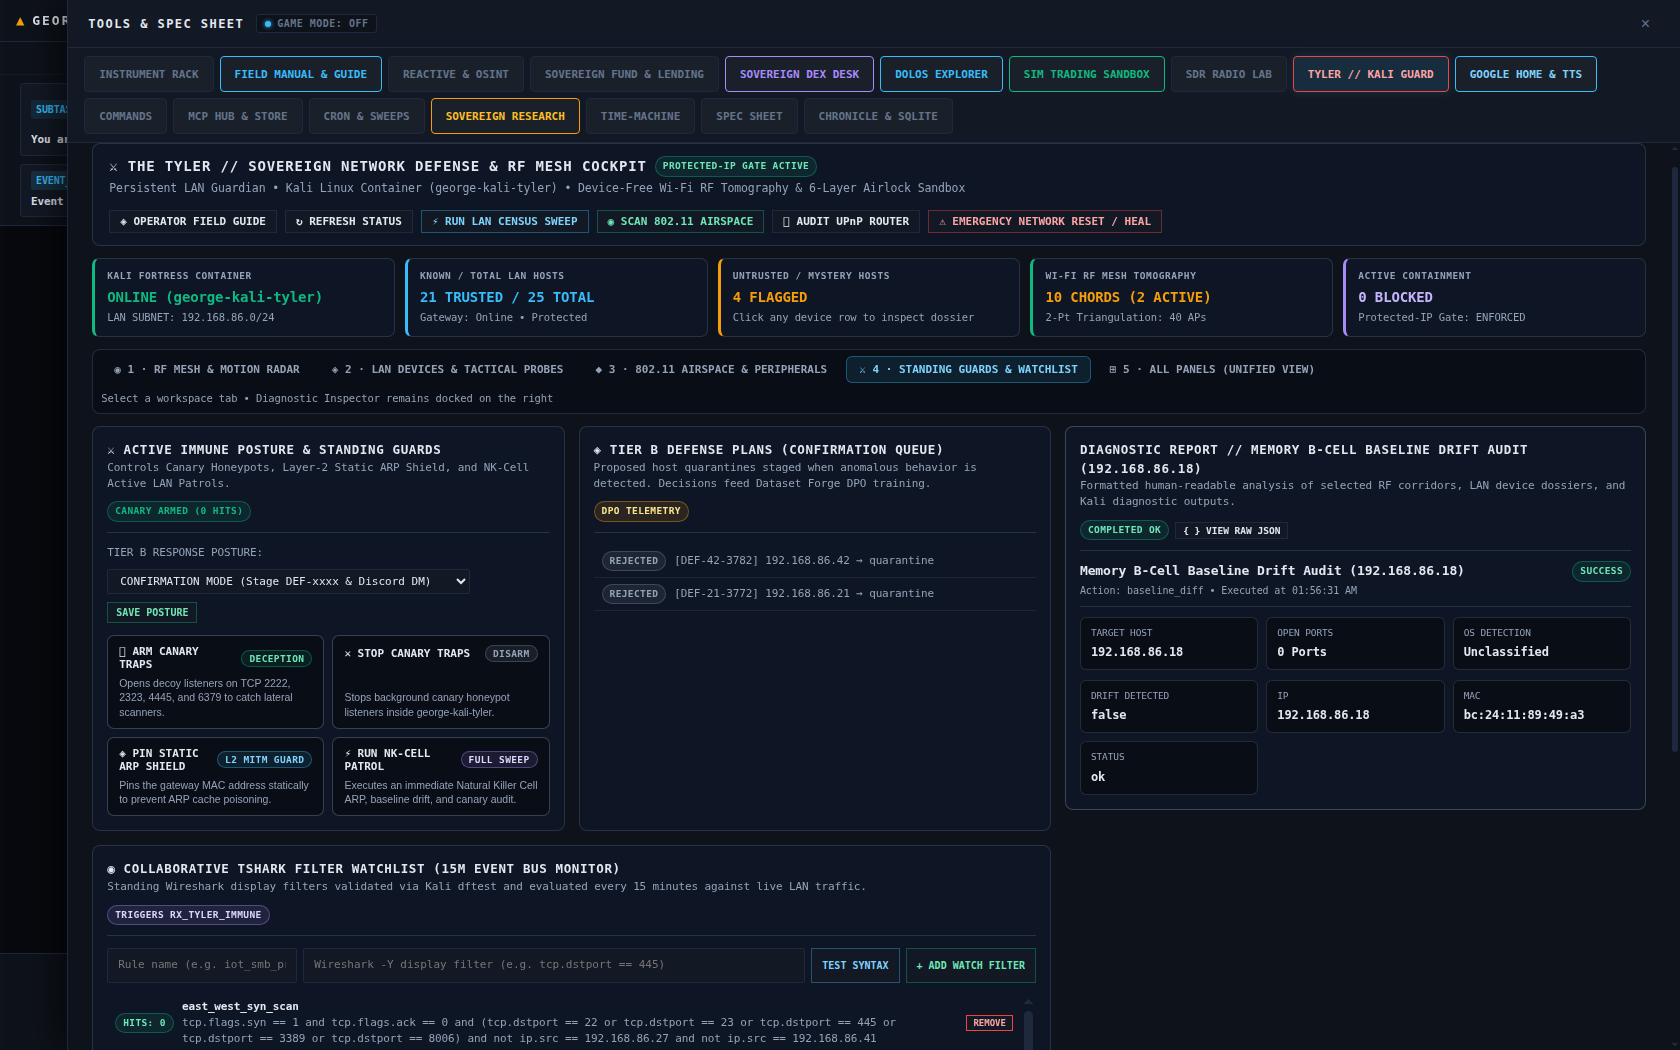 ▲ GEOR
SUBTAS
You ar
EVENT_
Event
TOOLS & SPEC SHEET
GAME MODE: OFF
×
INSTRUMENT RACK
FIELD MANUAL & GUIDE
REACTIVE & OSINT
SOVEREIGN FUND & LENDING
SOVEREIGN DEX DESK
DOLOS EXPLORER
SIM TRADING SANDBOX
SDR RADIO LAB
TYLER // KALI GUARD
GOOGLE HOME & TTS
COMMANDS
MCP HUB & STORE
CRON & SWEEPS
SOVEREIGN RESEARCH
TIME-MACHINE
SPEC SHEET
CHRONICLE & SQLITE
⚔ THE TYLER // SOVEREIGN NETWORK DEFENSE & RF MESH COCKPIT
PROTECTED-IP GATE ACTIVE
Persistent LAN Guardian • Kali Linux Container (george-kali-tyler) • Device-Free Wi-Fi RF Tomography & 6-Layer Airlock Sandbox
◈ OPERATOR FIELD GUIDE
↻ REFRESH STATUS
⚡ RUN LAN CENSUS SWEEP
◉ SCAN 802.11 AIRSPACE
AUDIT UPnP ROUTER
⚠ EMERGENCY NETWORK RESET / HEAL
KALI FORTRESS CONTAINER
ONLINE (george-kali-tyler)
LAN SUBNET: 192.168.86.0/24
KNOWN / TOTAL LAN HOSTS
21 TRUSTED / 25 TOTAL
Gateway: Online • Protected
UNTRUSTED / MYSTERY HOSTS
4 FLAGGED
Click any device row to inspect dossier
WI-FI RF MESH TOMOGRAPHY
10 CHORDS (2 ACTIVE)
2-Pt Triangulation: 40 APs
ACTIVE CONTAINMENT
0 BLOCKED
Protected-IP Gate: ENFORCED
◉ 1 · RF MESH & MOTION RADAR
◈ 2 · LAN DEVICES & TACTICAL PROBES
◆ 3 · 802.11 AIRSPACE & PERIPHERALS
⚔ 4 · STANDING GUARDS & WATCHLIST
⊞ 5 · ALL PANELS (UNIFIED VIEW)
Select a workspace tab • Diagnostic Inspector remains docked on the right
⚔ ACTIVE IMMUNE POSTURE & STANDING GUARDS
Controls Canary Honeypots, Layer-2 Static ARP Shield, and NK-Cell
Active LAN Patrols.
CANARY ARMED (0 HITS)
TIER B RESPONSE POSTURE:
CONFIRMATION MODE (Stage DEF-xxxx & Discord DM)
SAVE POSTURE
ARM CANARY
TRAPS
DECEPTION
Opens decoy listeners on TCP 2222,
2323, 4445, and 6379 to catch lateral
scanners.
⚔ STOP CANARY TRAPS
DISARM
Stops background canary honeypot
listeners inside george-kali-tyler.
◈ PIN STATIC
ARP SHIELD
L2 MITM GUARD
Pins the gateway MAC address statically
to prevent ARP cache poisoning.
⚡ RUN NK-CELL
PATROL
FULL SWEEP
Executes an immediate Natural Killer Cell
ARP, baseline drift, and canary audit.
◈ TIER B DEFENSE PLANS (CONFIRMATION QUEUE)
Proposed host quarantines staged when anomalous behavior is
detected. Decisions feed Dataset Forge DPO training.
DPO TELEMETRY
REJECTED [DEF-42-3782] 192.168.86.42 → quarantine
REJECTED [DEF-21-3772] 192.168.86.21 → quarantine
DIAGNOSTIC REPORT // MEMORY B-CELL BASELINE DRIFT AUDIT
(192.168.86.18)
Formatted human-readable analysis of selected RF corridors, LAN device dossiers, and
Kali diagnostic outputs.
COMPLETED OK
{ } VIEW RAW JSON
Memory B-Cell Baseline Drift Audit (192.168.86.18)
SUCCESS
Action: baseline_diff • Executed at 01:56:31 AM
TARGET HOST
192.168.86.18
OPEN PORTS
0 Ports
OS DETECTION
Unclassified
DRIFT DETECTED
false
IP
192.168.86.18
MAC
bc:24:11:89:49:a3
STATUS
ok
◉ COLLABORATIVE TSHARK FILTER WATCHLIST (15M EVENT BUS MONITOR)
Standing Wireshark display filters validated via Kali dftest and evaluated every 15 minutes against live LAN traffic.
TRIGGERS RX_TYLER_IMMUNE
Rule name (e.g. iot_smb_p
Wireshark -Y display filter (e.g. tcp.dstport == 445)
TEST SYNTAX
+ ADD WATCH FILTER
HITS: 0
east_west_syn_scan
tcp.flags.syn == 1 and tcp.flags.ack == 0 and (tcp.dstport == 22 or tcp.dstport == 23 or tcp.dstport == 445 or
tcp.dstport == 3389 or tcp.dstport == 8006) and not ip.src == 192.168.86.27 and not ip.src == 192.168.86.41
REMOVE